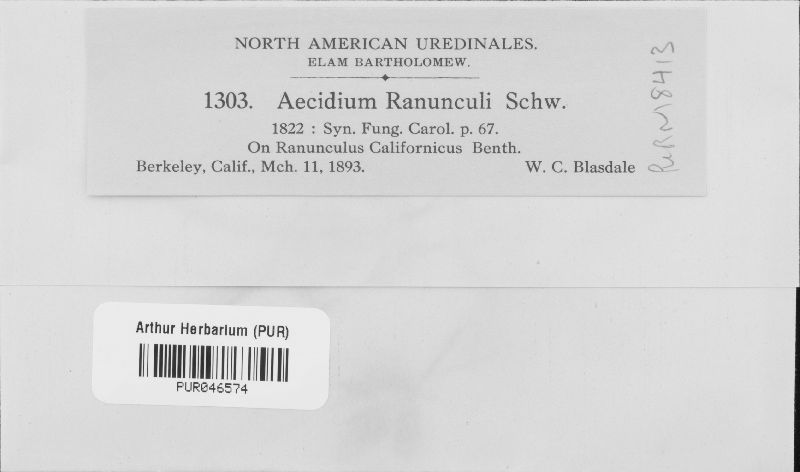 NORTH AMERICAN UREDINALES.
ELAM BARTHOLOMEW.
1303. Aecidium Ranunculi Schw.
1822 : Syn. Fung. Carol. p. 67.
On Ranunculus Californicus Benth.
Berkeley, Calif., Mch. 11, 1893. W. C. Blasdale
Arthur Herbarium (PUR)
PUR046574